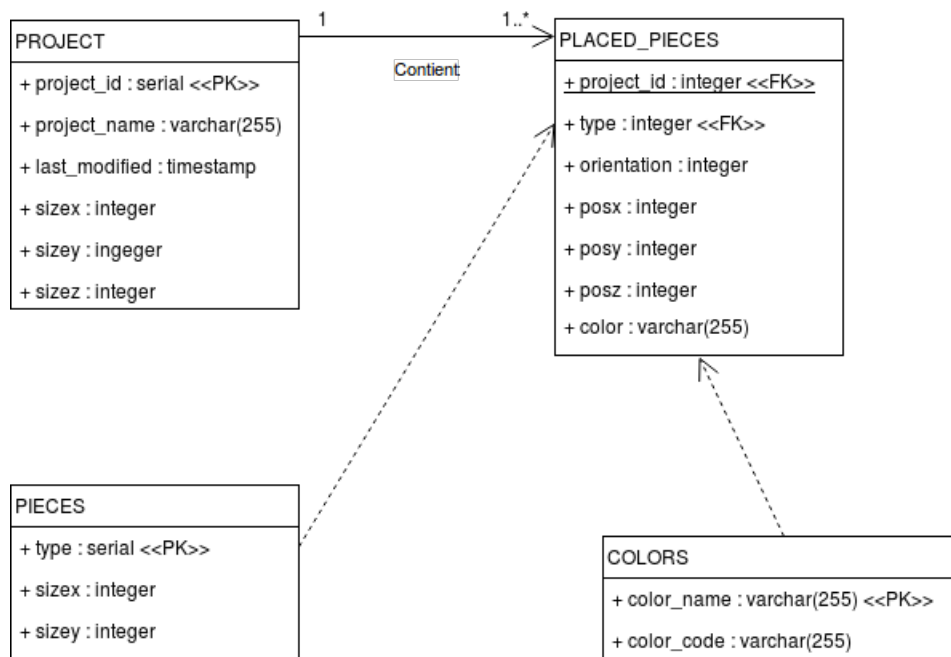 PROJECT
+ project_id : serial <<PK>>
+ project_name : varchar(255)
+ last_modified : timestamp
+ sizex : integer
+ sizey : ingeger
+ sizez : integer
1
1..*
Contient
PLACED_PIECES
+ project_id : integer <<FK>>
+ type : integer <<FK>>
+ orientation : integer
+ posx : integer
+ posy : integer
+ posz : integer
+ color : varchar(255)
PIECES
+ type : serial <<PK>>
+ sizex : integer
+ sizey : integer
COLORS
+ color_name : varchar(255) <<PK>>
+ color_code : varchar(255)